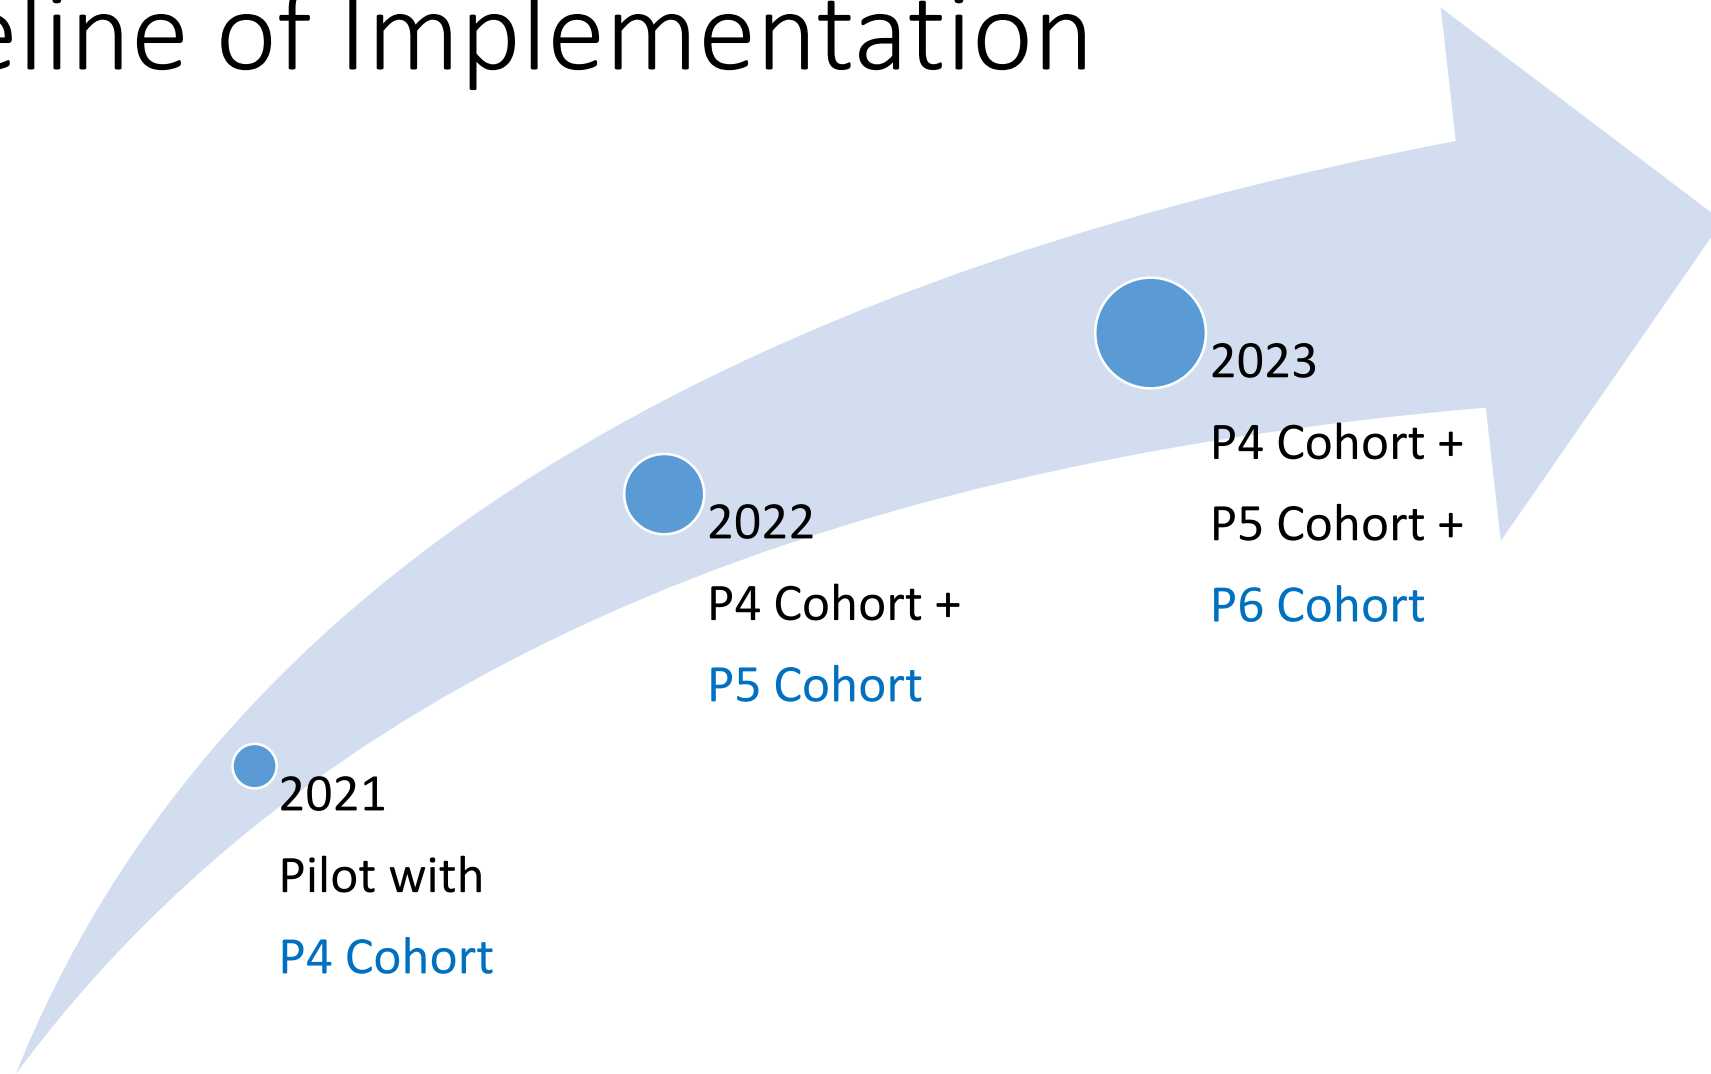 eline of Implementation
2021
Pilot with
P4 Cohort
2022
P4 Cohort +
P5 Cohort
2023
P4 Cohort +
P5 Cohort +
P6 Cohort